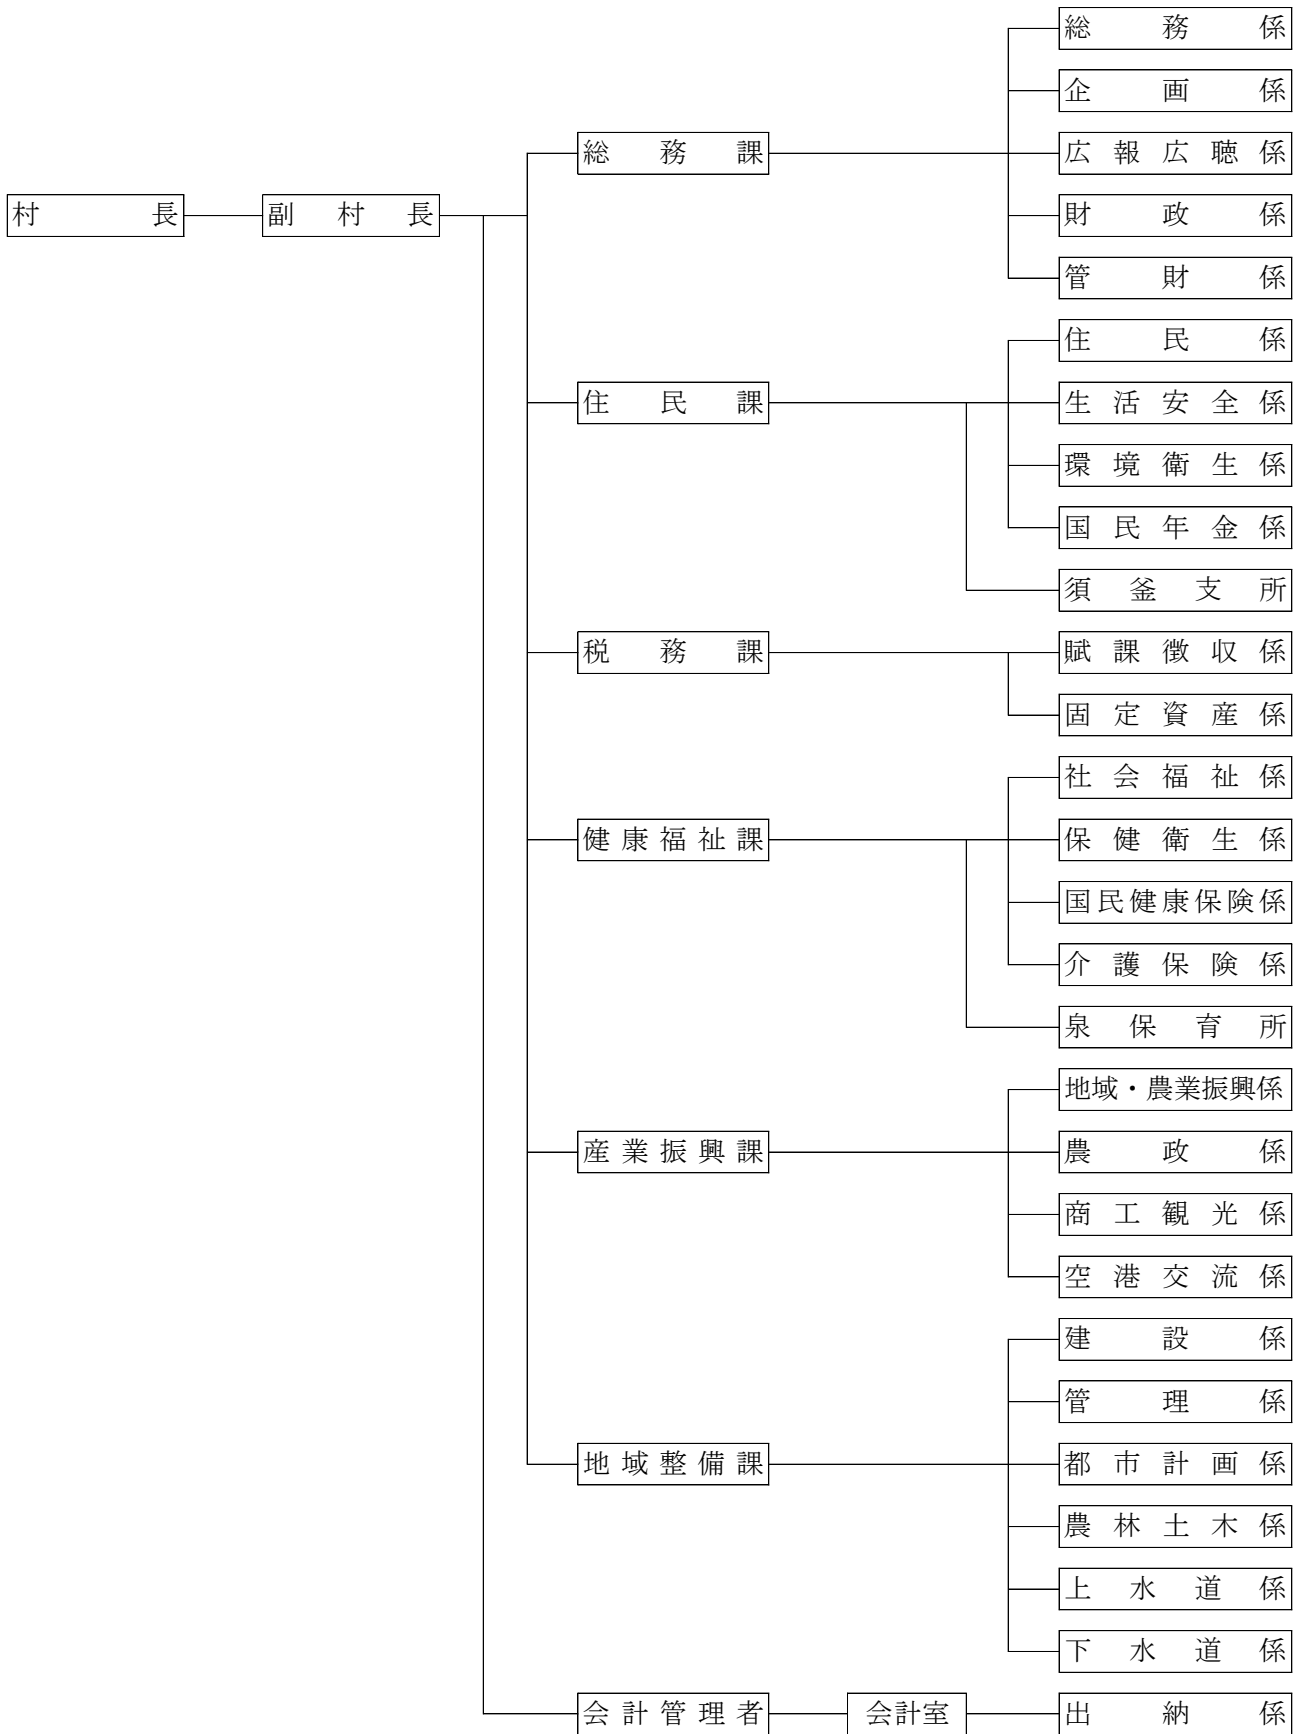 総務係
企画係
総務課
広報広聴係
村長
副村長
財政係
管財係
住民係
住民課
生活安全係
環境衛生係
国民年金係
須釜支所
税務課
賦課徴収係
固定資産係
社会福祉係
健康福祉課
保健衛生係
国民健康保険係
介護保険係
泉保育所
地域・農業振興係
産業振興課
農政係
商工観光係
空港交流係
建設係
管理係
地域整備課
都市計画係
農林土木係
上水道係
下水道係
会計管理者
会計室
出納係